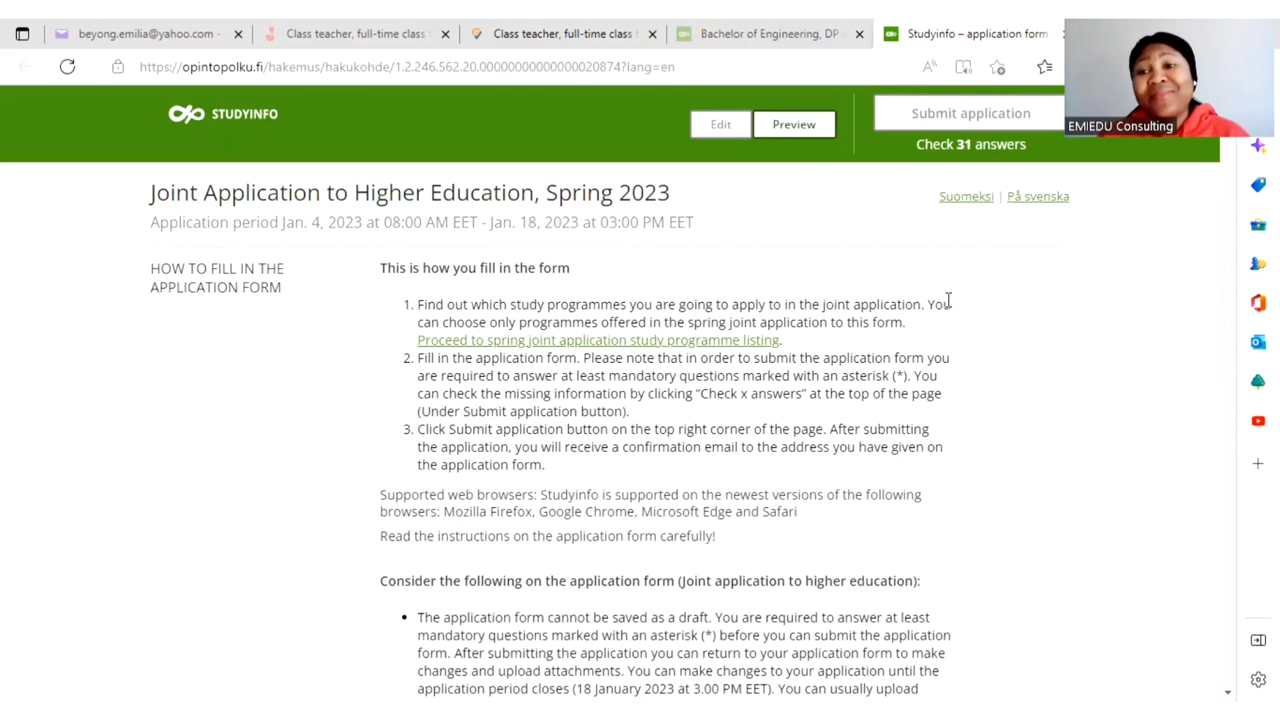 beyong.emilia@yahoo.com -
Class teacher, full-time class t
Class teacher, full-time class t
Bachelor of Engineering, DP i
Studyinfo – application form
https://opintopolku.fi/hakemus/hakukohde/1.2.246.562.20.00000000000000020874?lang=en
STUDYINFO
Edit
Preview
Submit application
Check 31 answers
EMIEDU Consulting
Joint Application to Higher Education, Spring 2023
Suomeksi | På svenska
Application period Jan. 4, 2023 at 08:00 AM EET - Jan. 18, 2023 at 03:00 PM EET
HOW TO FILL IN THE
APPLICATION FORM
This is how you fill in the form
1. Find out which study programmes you are going to apply to in the joint application. You
can choose only programmes offered in the spring joint application to this form.
Proceed to spring joint application study programme listing.
2. Fill in the application form. Please note that in order to submit the application form you
are required to answer at least mandatory questions marked with an asterisk (*). You
can check the missing information by clicking “Check x answers” at the top of the page
(Under Submit application button).
3. Click Submit application button on the top right corner of the page. After submitting
the application, you will receive a confirmation email to the address you have given on
the application form.
Supported web browsers: Studyinfo is supported on the newest versions of the following
browsers: Mozilla Firefox, Google Chrome, Microsoft Edge and Safari
Read the instructions on the application form carefully!
Consider the following on the application form (Joint application to higher education):
• The application form cannot be saved as a draft. You are required to answer at least
mandatory questions marked with an asterisk (*) before you can submit the application
form. After submitting the application you can return to your application form to make
changes and upload attachments. You can make changes to your application until the
application period closes (18 January 2023 at 3.00 PM EET). You can usually upload